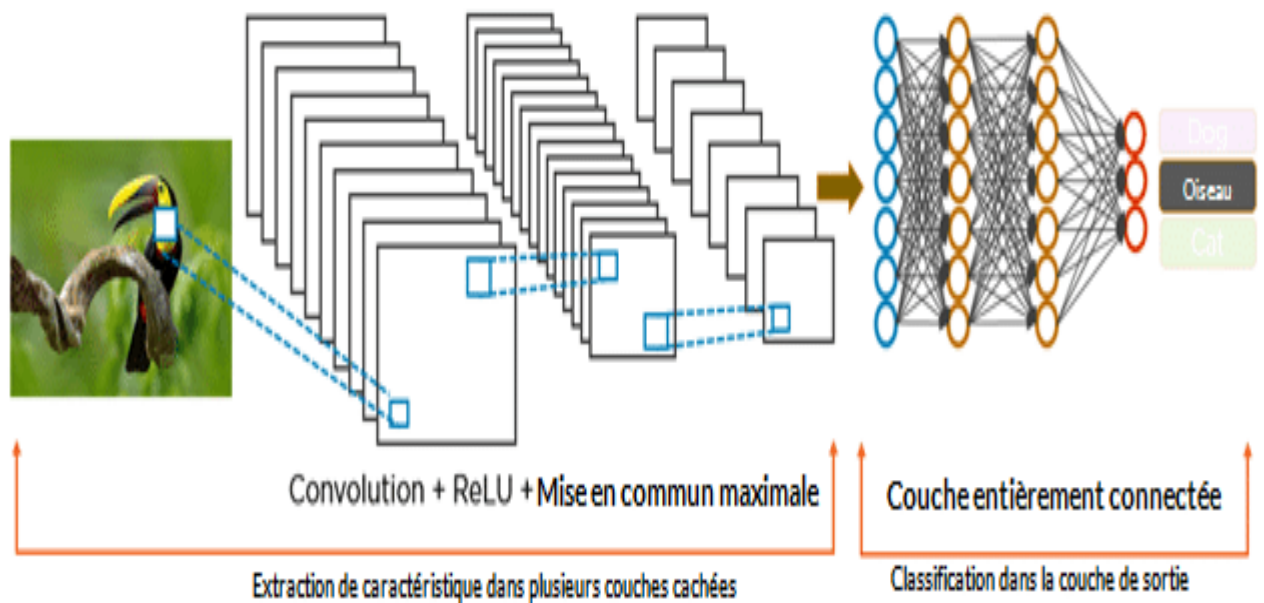 Dog
Oiseau
Cat
Convolution + ReLU + Mise en commun maximale
Couche entièrement connectée
Extraction de caractéristique dans plusieurs couches cachées
Classification dans la couche de sortie